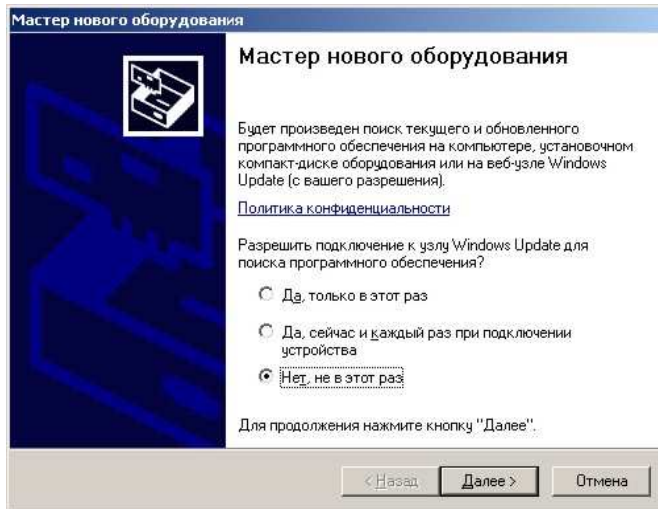 Мастер нового оборудования
Мастер нового оборудования
Будет произведен поиск текущего и обновленного
программного обеспечения на компьютере, установочном
компакт-диске оборудования или на веб-узле Windows
Update (с вашего разрешения).
Политика конфиденциальности
Разрешить подключение к узлу Windows Update для
поиска программного обеспечения?
Да, только в этот раз
Да, сейчас и каждый раз при подключении
устройства
Нет, не в этот раз
Для продолжения нажмите кнопку "Далее".
< Назад Далее > Отмена